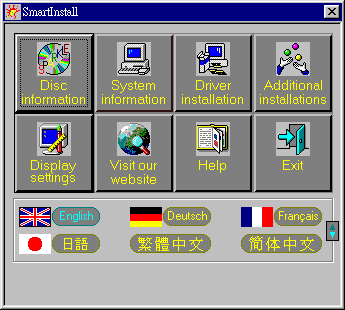 SmartInstall
Disc
information
System
information
Driver
installation
Additional
installations
Display
settings
Visit our
website
Help
Exit
English
Deutsch
Français
日語
繁體中文
简体中文